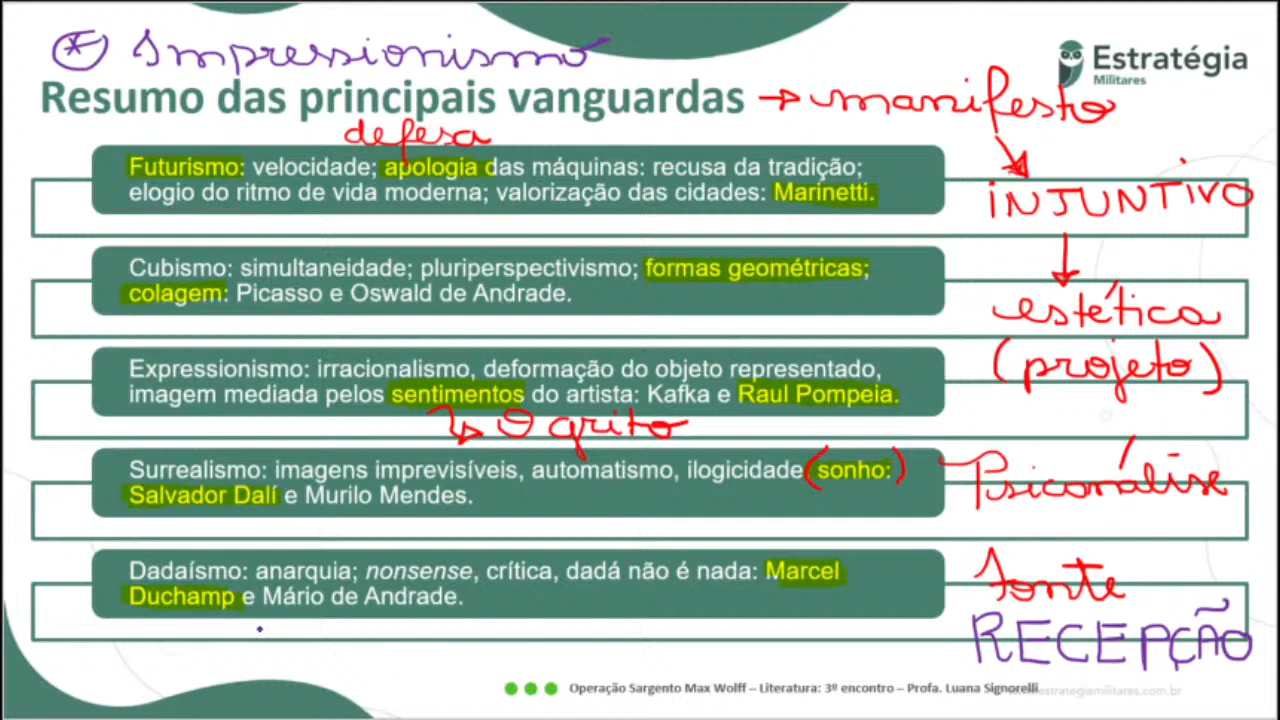 * Impressionismo
Estratégia
Militares
Resumo das principais vanguardas → manifesto
defesa
Futurismo: velocidade; apologia das máquinas: recusa da tradição;
elogio do ritmo de vida moderna; valorização das cidades: Marinetti.
INJUNTIVO
Cubismo: simultaneidade; pluriperspectivismo; formas geométricas;
colagem: Picasso e Oswald de Andrade.
estética
(projeto)
Expressionismo: irracionalismo, deformação do objeto representado,
imagem mediada pelos sentimentos do artista: Kafka e Raul Pompeia.
O grito
Surrealismo: imagens imprevisíveis, automatismo, ilogicidade (sonho:)
Salvador Dalí e Murilo Mendes.
Psicanálise
Dadaísmo: anarquia; nonsense, crítica, dadá não é nada: Marcel
Duchamp e Mário de Andrade.
fonte
RECEPÇÃO
Operação Sargento Max Wolff – Literatura: 3º encontro – Profa. Luana Signorelli
estrategiamilitares.com.br